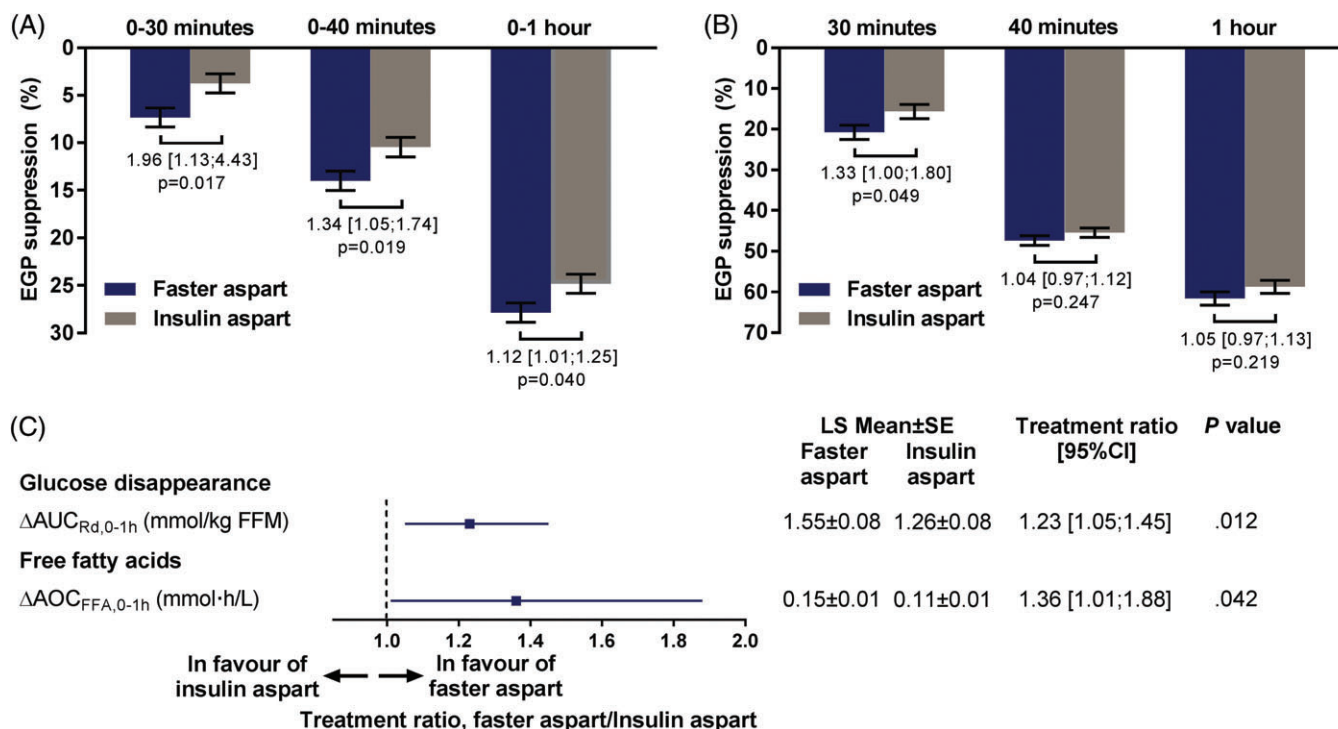 (A)
0-30 minutes 0-40 minutes 0-1 hour
EGP suppression (%)
0
5
10
15
20
25
30
1.96 [1.13;4.43]
p=0.017
1.34 [1.05;1.74]
p=0.019
1.12 [1.01;1.25]
p=0.040
Faster aspart
Insulin aspart
(B)
30 minutes 40 minutes 1 hour
EGP suppression (%)
0
10
20
30
40
50
60
70
1.33 [1.00;1.80]
p=0.049
1.04 [0.97;1.12]
p=0.247
1.05 [0.97;1.13]
p=0.219
Faster aspart
Insulin aspart
(C)
LS Mean±SE Treatment ratio P value
Faster Insulin [95%CI]
aspart aspart
Glucose disappearance
ΔAUCRd,0-1h (mmol/kg FFM) 1.55±0.08 1.26±0.08 1.23 [1.05;1.45] .012
Free fatty acids
ΔAOCFFA,0-1h (mmol·h/L) 0.15±0.01 0.11±0.01 1.36 [1.01;1.88] .042
1.0 1.2 1.4 1.6 1.8 2.0
In favour of In favour of
insulin aspart faster aspart
Treatment ratio, faster aspart/Insulin aspart